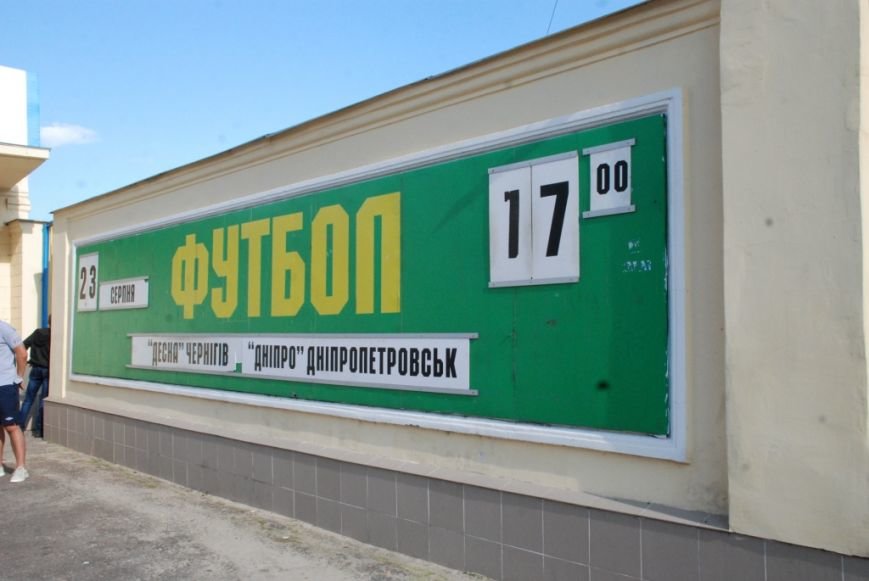 ФУТБОЛ
23
СЕРПНЯ
17 00
"ДЕСНА" ЧЕРНІГІВ "ДНІПРО" ДНІПРОПЕТРОВСЬК